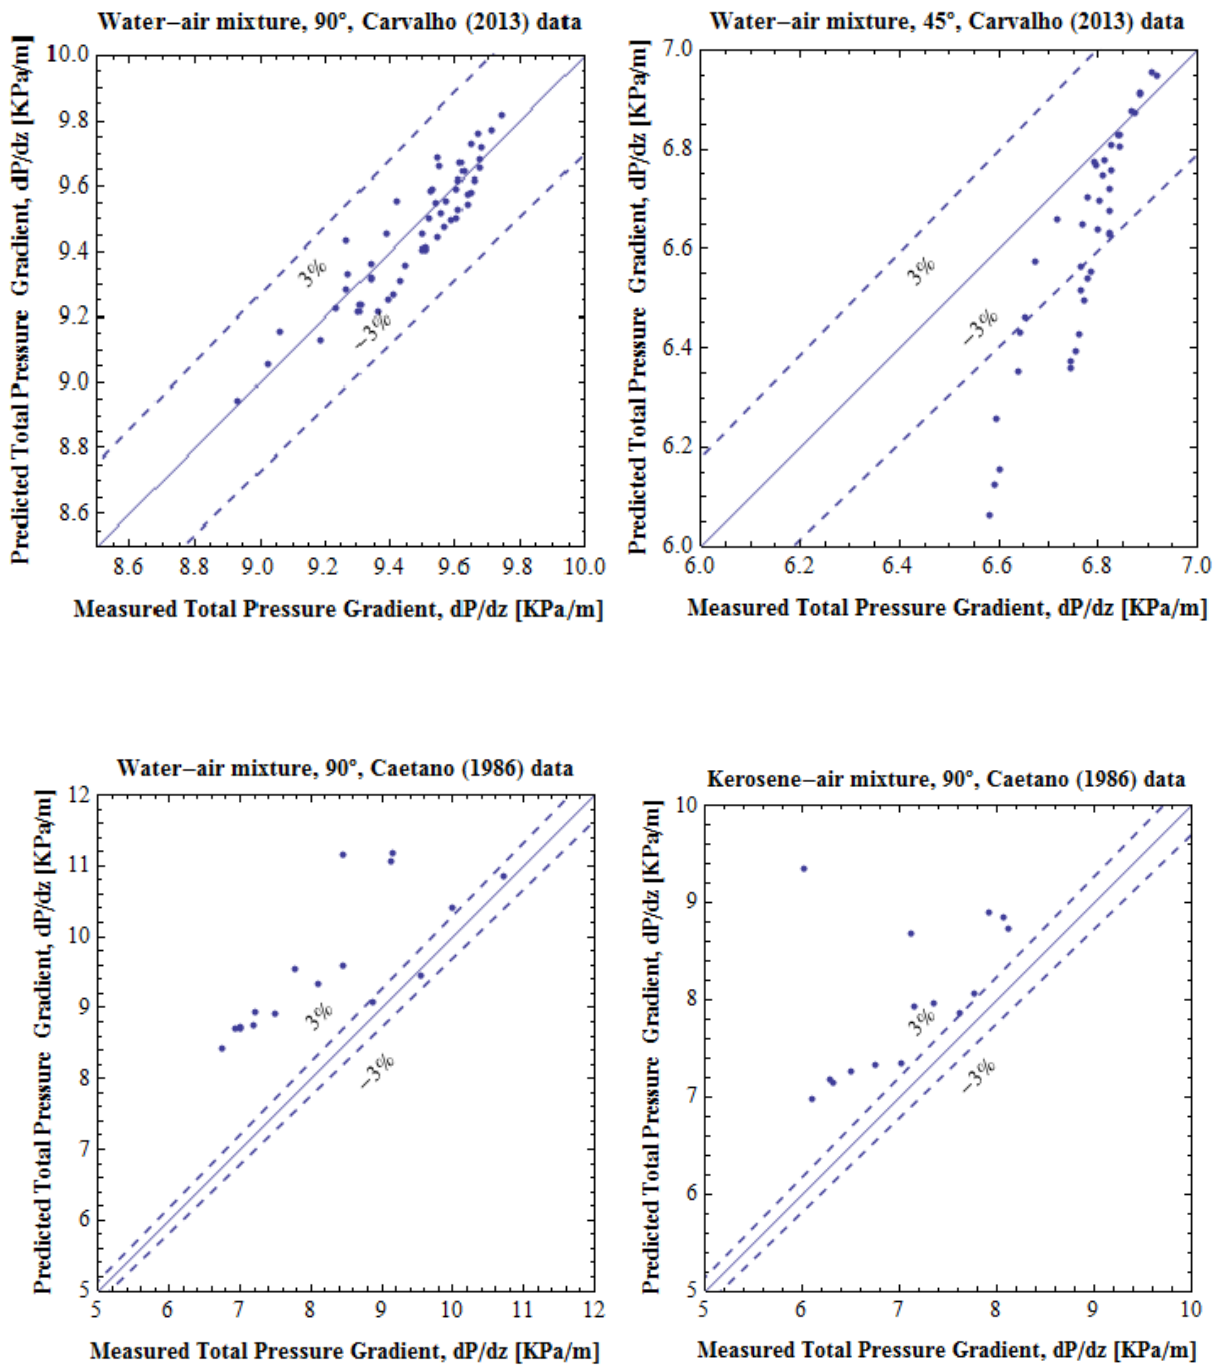 Water–air mixture, 90°, Carvalho (2013) data
Predicted Total Pressure Gradient, dP/dz [KPa/m]
10.0
9.8
9.6
9.4
9.2
9.0
8.8
8.6
3%
–3%
8.6 8.8 9.0 9.2 9.4 9.6 9.8 10.0
Measured Total Pressure Gradient, dP/dz [KPa/m]
Water–air mixture, 45°, Carvalho (2013) data
Predicted Total Pressure Gradient, dP/dz [KPa/m]
7.0
6.8
6.6
6.4
6.2
6.0
3%
–3%
6.0 6.2 6.4 6.6 6.8 7.0
Measured Total Pressure Gradient, dP/dz [KPa/m]
Water–air mixture, 90°, Caetano (1986) data
Predicted Total Pressure Gradient, dP/dz [KPa/m]
12
11
10
9
8
7
6
5
3%
–3%
5 6 7 8 9 10 11 12
Measured Total Pressure Gradient, dP/dz [KPa/m]
Kerosene–air mixture, 90°, Caetano (1986) data
Predicted Total Pressure Gradient, dP/dz [KPa/m]
10
9
8
7
6
5
3%
–3%
5 6 7 8 9 10
Measured Total Pressure Gradient, dP/dz [KPa/m]